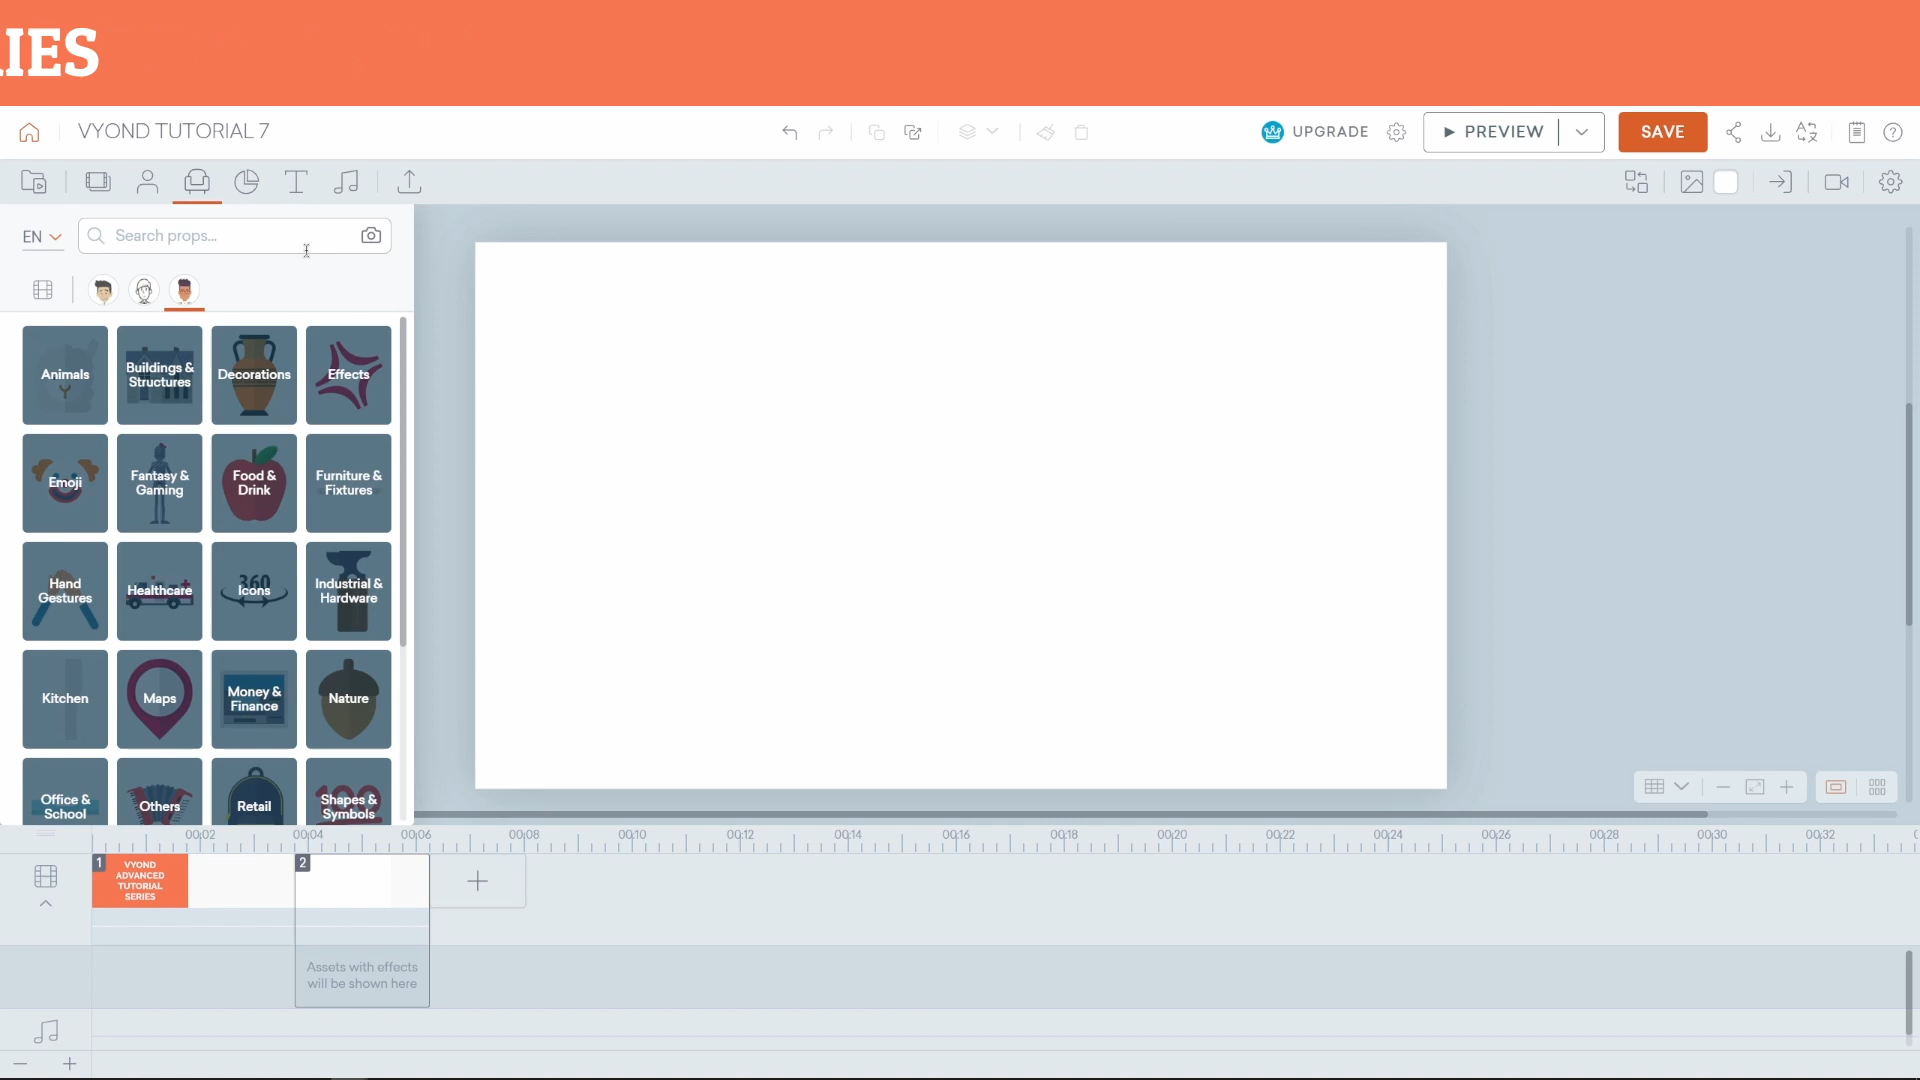 IES
VYOND TUTORIAL 7
UPGRADE
PREVIEW
SAVE
EN
Search props...
Animals
Buildings &
Structures
Decorations
Effects
Emoji
Fantasy &
Gaming
Food &
Drink
Furniture &
Fixtures
Hand
Gestures
Healthcare
360
Icons
Industrial &
Hardware
Kitchen
Maps
Money &
Finance
Nature
Office &
School
Others
Retail
100
Shapes &
Symbols
00:02 00:04 00:06 00:08 00:10 00:12 00:14 00:16 00:18 00:20 00:22 00:24 00:26 00:28 00:30 00:32
1
VYOND
ADVANCED
TUTORIAL
SERIES
2
Assets with effects
will be shown here